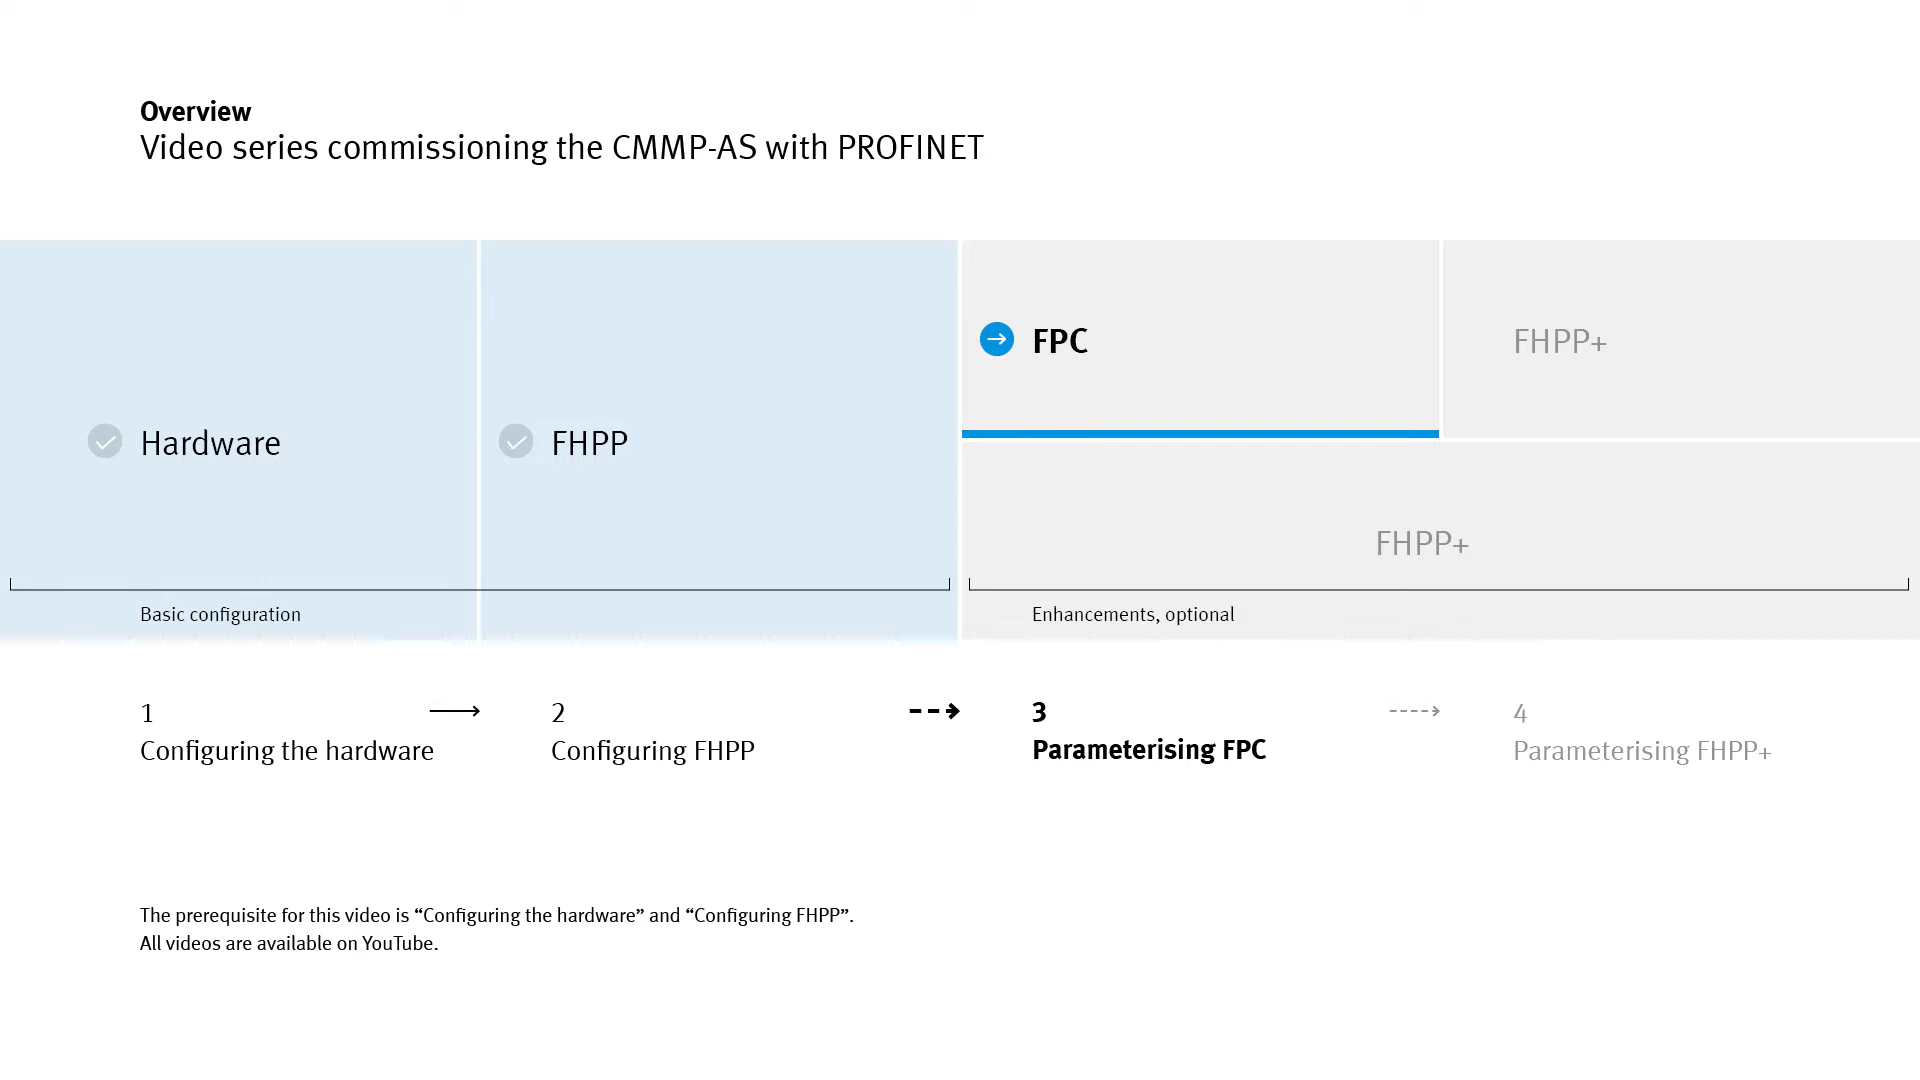 Overview
Video series commissioning the CMMP-AS with PROFINET
FPC
FHPP+
Hardware
FHPP
FHPP+
Basic configuration
Enhancements, optional
1
Configuring the hardware
2
Configuring FHPP
3
Parameterising FPC
4
Parameterising FHPP+
The prerequisite for this video is “Configuring the hardware” and “Configuring FHPP”.
All videos are available on YouTube.